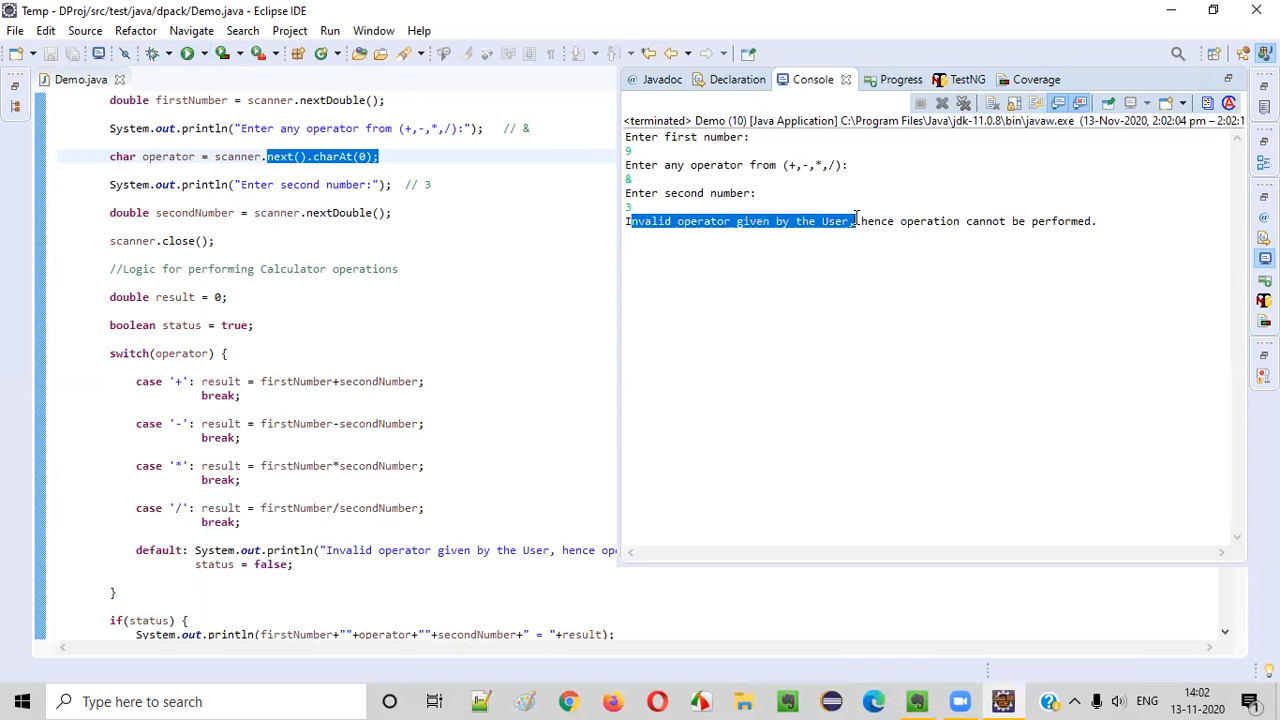 Temp - DProj/src/test/java/dpack/Demo.java - Eclipse IDE
File Edit Source Refactor Navigate Search Project Run Window Help
Demo.java
double firstNumber = scanner.nextDouble();
System.out.println("Enter any operator from (+,-,*,/):"); // &
char operator = scanner.next().charAt(0);
System.out.println("Enter second number:"); // 3
double secondNumber = scanner.nextDouble();
scanner.close();
//Logic for performing Calculator operations
double result = 0;
boolean status = true;
switch(operator) {
case '+': result = firstNumber+secondNumber;
break;
case '-': result = firstNumber-secondNumber;
break;
case '*': result = firstNumber*secondNumber;
break;
case '/': result = firstNumber/secondNumber;
break;
default: System.out.println("Invalid operator given by the User, hence ope
status = false;
}
if(status) {
System.out.println(firstNumber+""+operator+""+secondNumber+" = "+result);
Javadoc Declaration Console Progress TestNG Coverage
<terminated> Demo (10) [Java Application] C:\Program Files\Java\jdk-11.0.8\bin\javaw.exe (13-Nov-2020, 2:02:04 pm – 2:02:1
Enter first number:
9
Enter any operator from (+,-,*,/):
&
Enter second number:
3
Invalid operator given by the User, hence operation cannot be performed.
Type here to search
ENG
14:02
13-11-2020